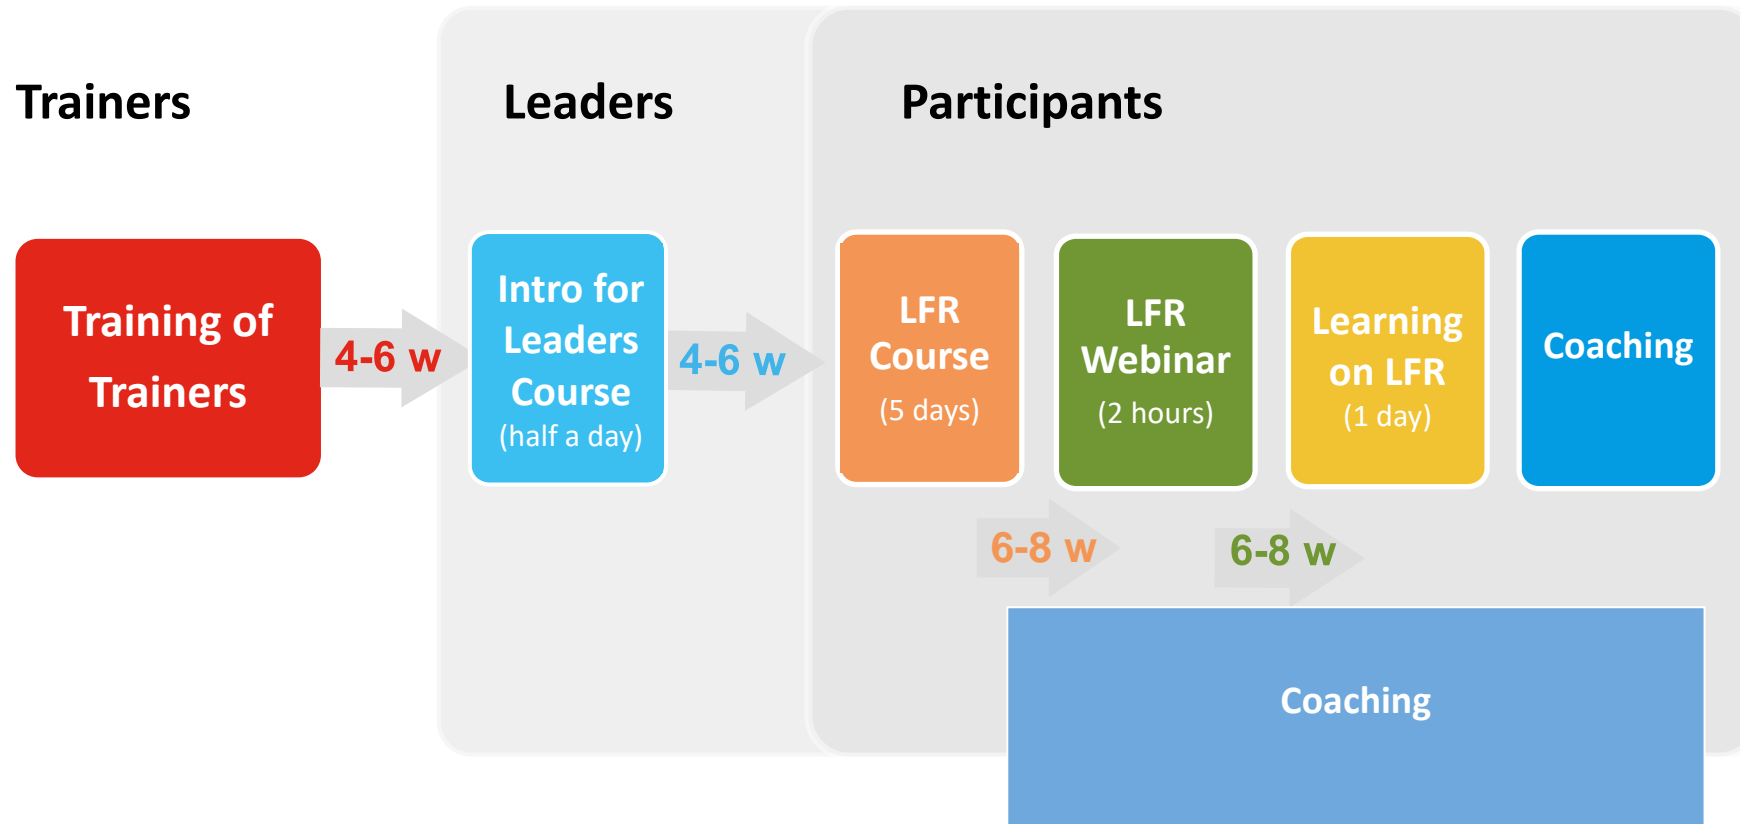 Trainers
Leaders
Participants
Training of
Trainers
4-6 w
Intro for
Leaders
Course
(half a day)
4-6 w
LFR
Course
(5 days)
LFR
Webinar
(2 hours)
Learning
on LFR
(1 day)
Coaching
6-8 w
6-8 w
Coaching